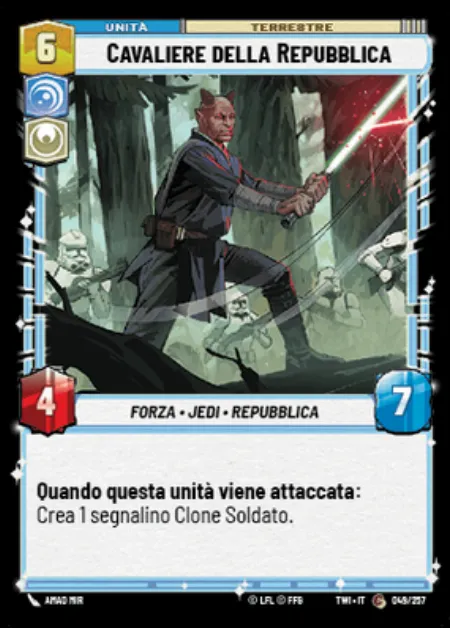 UNITÀ
TERRESTRE
6
CAVALIERE DELLA REPUBBLICA
4
7
FORZA • JEDI • REPUBBLICA
Quando questa unità viene attaccata:
Crea 1 segnalino Clone Soldato.
AMAD MIR
© LFL © FFG
TWI • IT
049/257